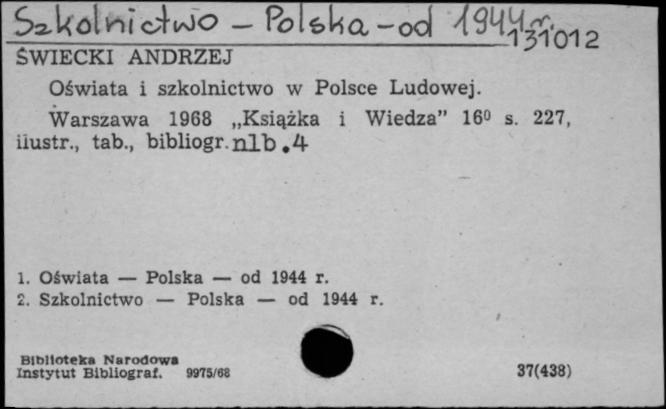 Szkolnictwo – Polska – od 1944 r.
131012
ŚWIECKI ANDRZEJ
Oświata i szkolnictwo w Polsce Ludowej.
Warszawa 1968 „Książka i Wiedza” 16⁰ s. 227,
ilustr., tab., bibliogr. nlb.4
1. Oświata — Polska — od 1944 r.
2. Szkolnictwo — Polska — od 1944 r.
Biblioteka Narodowa
Instytut Bibliograf. 9975/68
37(438)